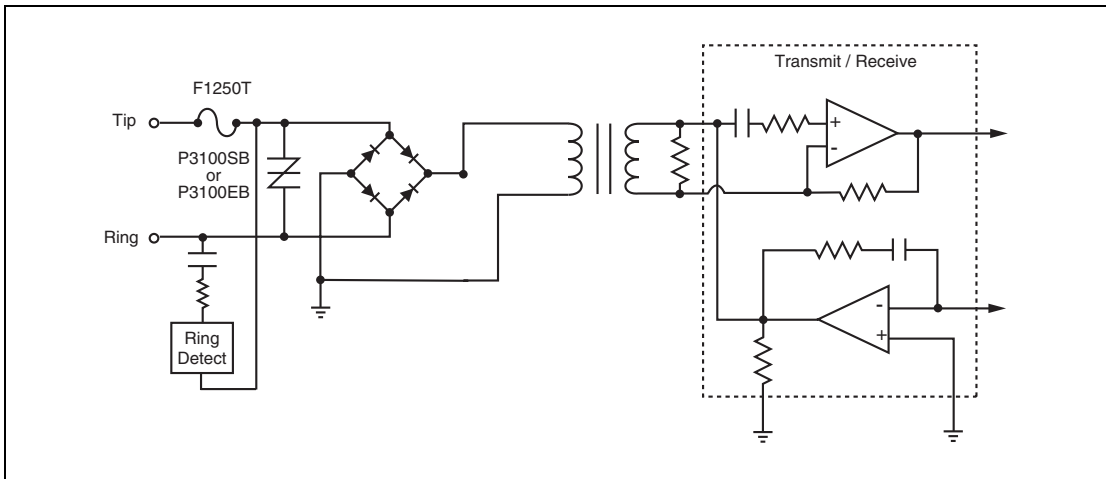 Transmit / Receive
F1250T
Tip
+
-
P3100SB
or
P3100EB
Ring
-
+
Ring
Detect